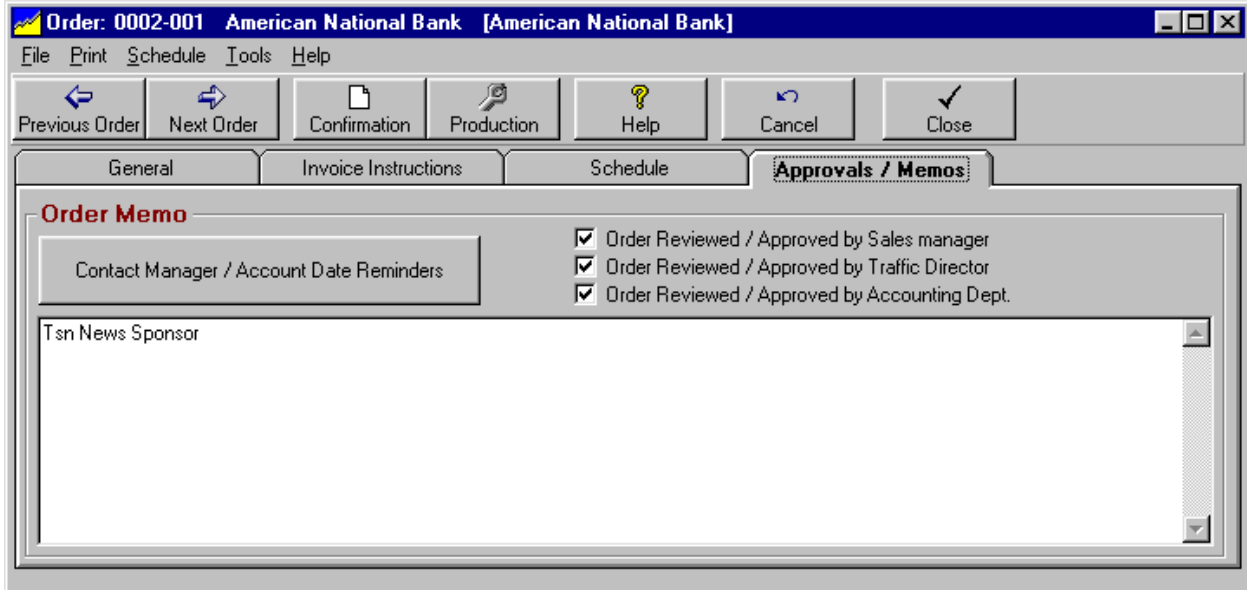 Order: 0002-001 American National Bank [American National Bank]
File Print Schedule Tools Help
Previous Order Next Order Confirmation Production Help Cancel Close
General Invoice Instructions Schedule Approvals / Memos
Order Memo
Contact Manager / Account Date Reminders
Order Reviewed / Approved by Sales manager
Order Reviewed / Approved by Traffic Director
Order Reviewed / Approved by Accounting Dept.
Tsn News Sponsor